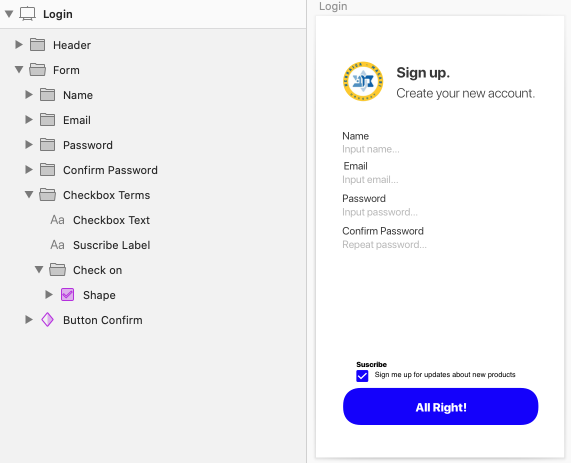 Login
Header
Form
Name
Email
Password
Confirm Password
Checkbox Terms
Aa Checkbox Text
Aa Suscribe Label
Check on
Shape
Button Confirm
Login
Sign up.
Create your new account.
Name
Input name...
Email
Input email...
Password
Input password...
Confirm Password
Repeat password...
Suscribe
Sign me up for updates about new products
All Right!